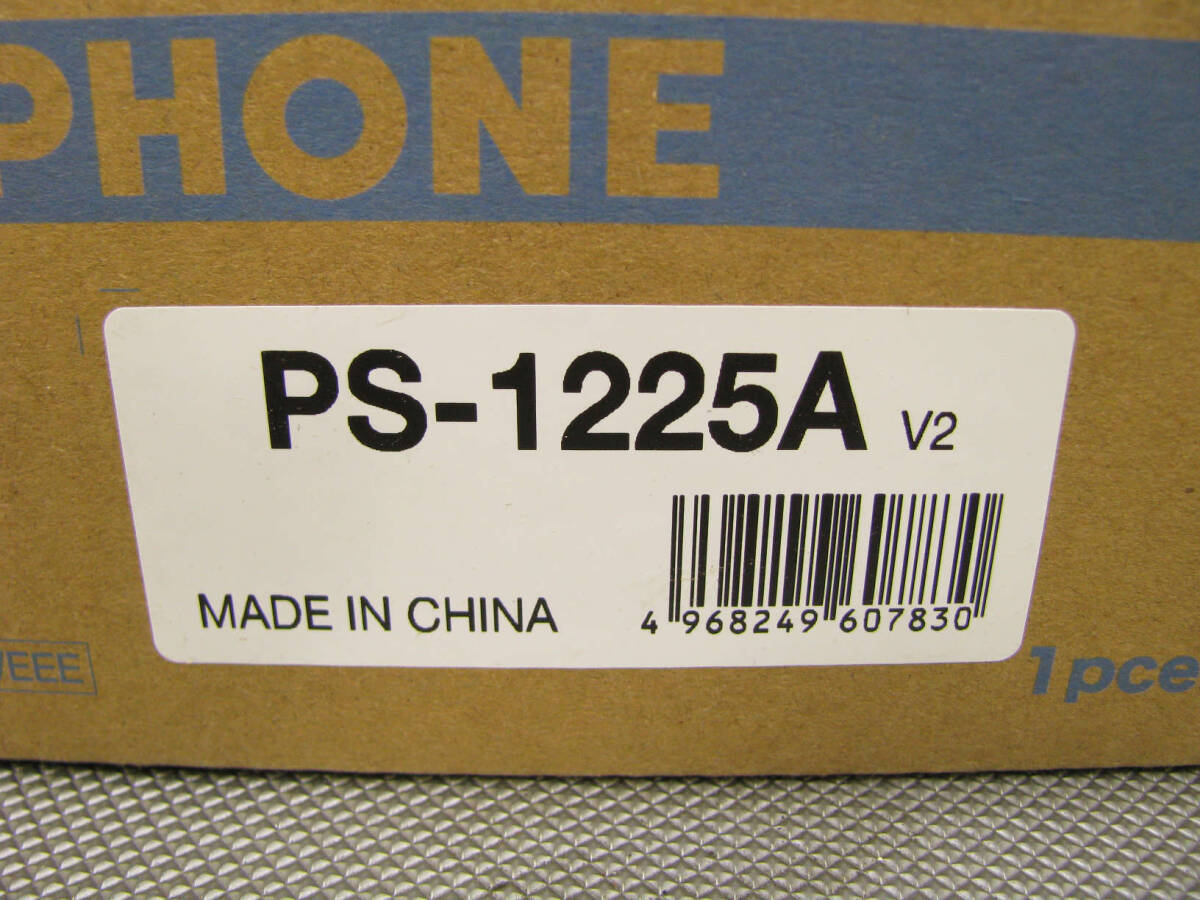 PHONE
PS-1225A V2
MADE IN CHINA
4 968249 607830
WEEE
1pce